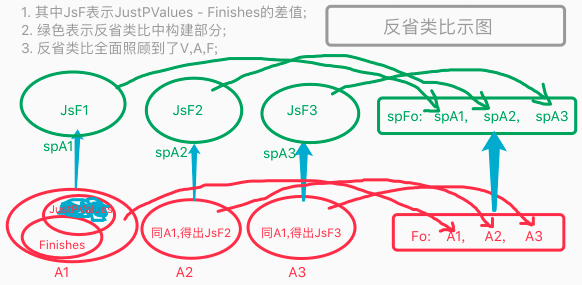 1. 其中JsF表示JustPValues - Finishes的差值;
2. 绿色表示反省类比中构建部分;
3. 反省类比全面照顾到了V,A,F;
反省类比示图
JsF1
JsF2
JsF3
spFo: spA1, spA2, spA3
spA1
spA2
spA3
JustPValues
Finishes
同A1,得出JsF2
同A1,得出JsF3
Fo: A1, A2, A3
A1
A2
A3